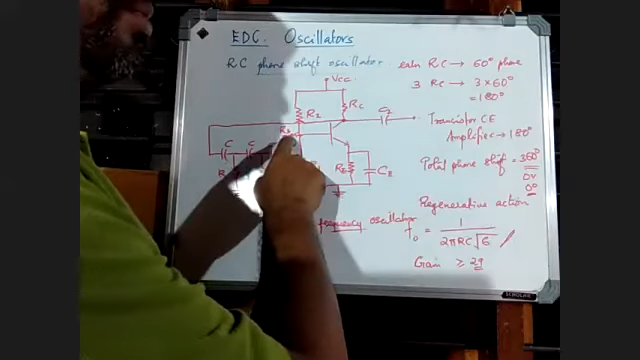 EDC. Oscillators
RC phase shift oscillator
each RC → 60° phase
3 RC → 3×60°
= 180°
+Vcc
R2
Rc
C2
Transistor CE
Amplifier → 180°
C
C
R
RE
CE
Total phase shift = 360°
or
0°
Regenerative action
frequency oscillator
fo = 1 / 2πRC√6
Gain ≥ 29